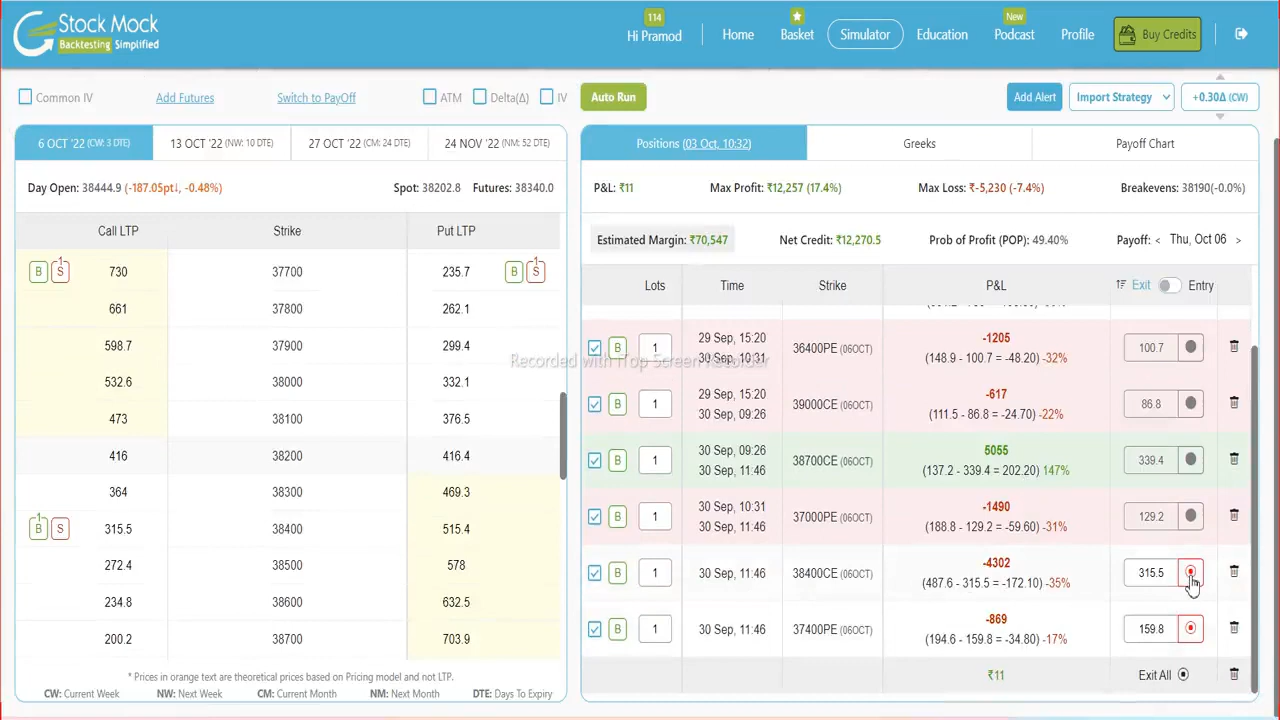 Stock Mock
Backtesting Simplified
114
Hi Pramod
Home
Basket
Simulator
Education
New
Podcast
Profile
Buy Credits
Common IV
Add Futures
Switch to PayOff
ATM
Delta(Δ)
IV
Auto Run
Add Alert
Import Strategy
+0.30Δ (CW)
6 OCT '22 (CW: 3 DTE)
13 OCT '22 (NW: 10 DTE)
27 OCT '22 (CM: 24 DTE)
24 NOV '22 (NM: 52 DTE)
Day Open: 38444.9 (-187.05pt↓, -0.48%)
Spot: 38202.8
Futures: 38340.0
Call LTP
Strike
Put LTP
B 1 S 730 37700 235.7 B 1 S
661 37800 262.1
598.7 37900 299.4
532.6 38000 332.1
473 38100 376.5
416 38200 416.4
364 38300 469.3
1 B S 315.5 38400 515.4
272.4 38500 578
234.8 38600 632.5
200.2 38700 703.9
* Prices in orange text are theoretical prices based on Pricing model and not LTP.
CW: Current Week
NW: Next Week
CM: Current Month
NM: Next Month
DTE: Days To Expiry
Positions (03 Oct, 10:32)
Greeks
Payoff Chart
P&L: ₹11
Max Profit: ₹12,257 (17.4%)
Max Loss: ₹-5,230 (-7.4%)
Breakevens: 38190(-0.0%)
Estimated Margin: ₹70,547
Net Credit: ₹12,270.5
Prob of Profit (POP): 49.40%
Payoff: < Thu, Oct 06 >
Lots
Time
Strike
P&L
Exit
Entry
B 1
29 Sep, 15:20
30 Sep, 10:31
36400PE (06OCT)
-1205
(148.9 - 100.7 = -48.20) -32%
100.7
Recorded with iTop Screen Recorder
B 1
29 Sep, 15:20
30 Sep, 09:26
39000CE (06OCT)
-617
(111.5 - 86.8 = -24.70) -22%
86.8
B 1
30 Sep, 09:26
30 Sep, 11:46
38700CE (06OCT)
5055
(137.2 - 339.4 = 202.20) 147%
339.4
B 1
30 Sep, 10:31
30 Sep, 11:46
37000PE (06OCT)
-1490
(188.8 - 129.2 = -59.60) -31%
129.2
B 1
30 Sep, 11:46
38400CE (06OCT)
-4302
(487.6 - 315.5 = -172.10) -35%
315.5
B 1
30 Sep, 11:46
37400PE (06OCT)
-869
(194.6 - 159.8 = -34.80) -17%
159.8
₹11
Exit All